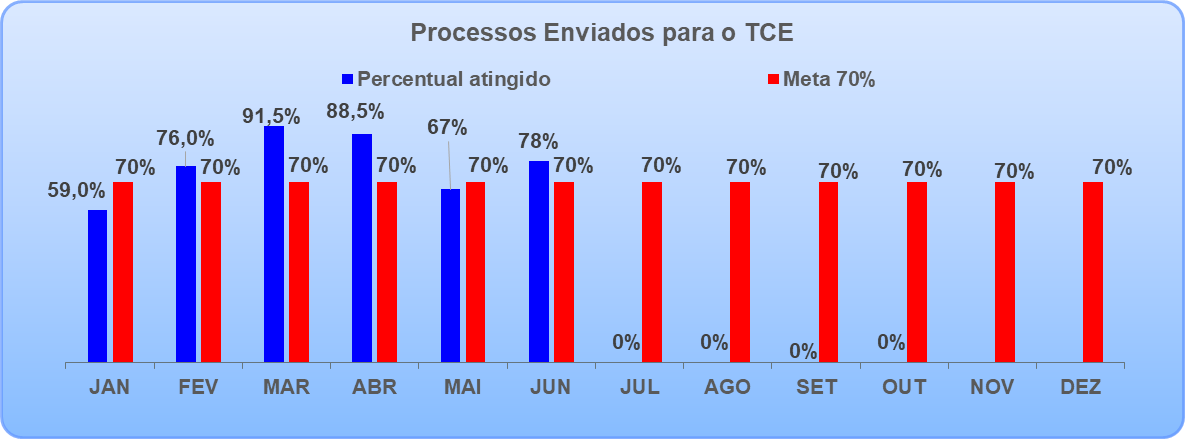 Processos Enviados para o TCE
Percentual atingido Meta 70%
59,0% 70% 76,0% 70% 91,5% 70% 88,5% 70% 67% 70% 78% 70% 0% 70% 0% 70% 0% 70% 0% 70% 70% 70%
JAN FEV MAR ABR MAI JUN JUL AGO SET OUT NOV DEZ